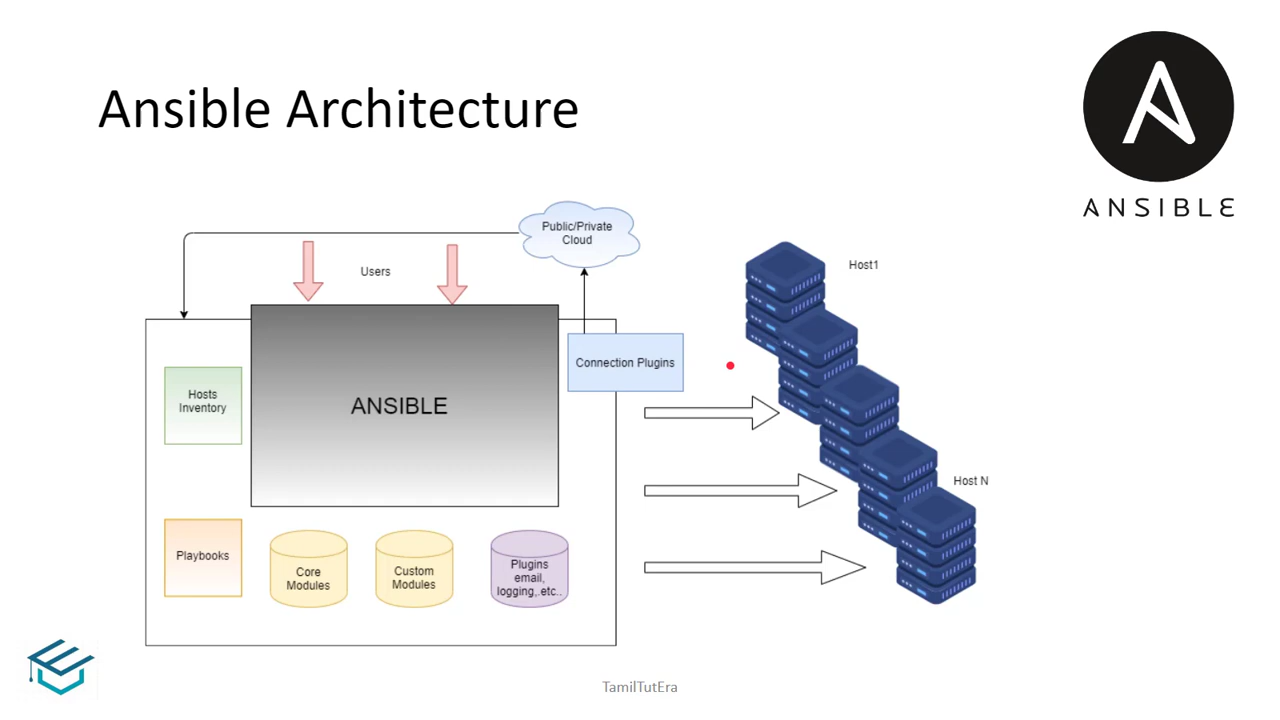 Ansible Architecture
ANSIBLE
Public/Private
Cloud
Users
Host1
Connection Plugins
Hosts
Inventory
ANSIBLE
Host N
Playbooks
Core
Modules
Custom
Modules
Plugins
email,
logging,.etc..
TamilTutEra